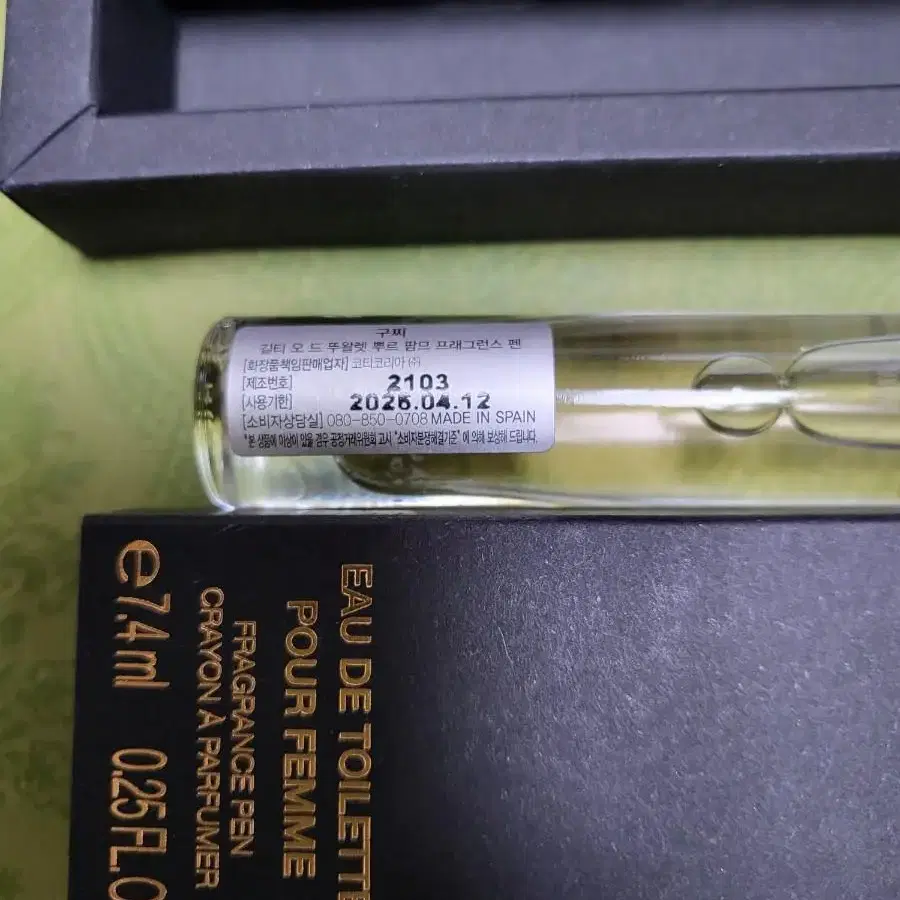 구찌
길티 오 드 뚜왈렛 뿌르 팜므 프래그런스 펜
[화장품책임판매업자] 코티코리아 (주)
[제조번호] 2103
[사용기한] 2026.04.12
[소비자상담실] 080-850-0708 MADE IN SPAIN
*본 상품에 이상이 있을 경우 공정거래위원회 고시 "소비자분쟁해결기준"에 의해 보상해 드립니다.
EAU DE TOILETTE
POUR FEMME
FRAGRANCE PEN
CRAYON À PARFUMER
e7.4ml 0.25FL.O